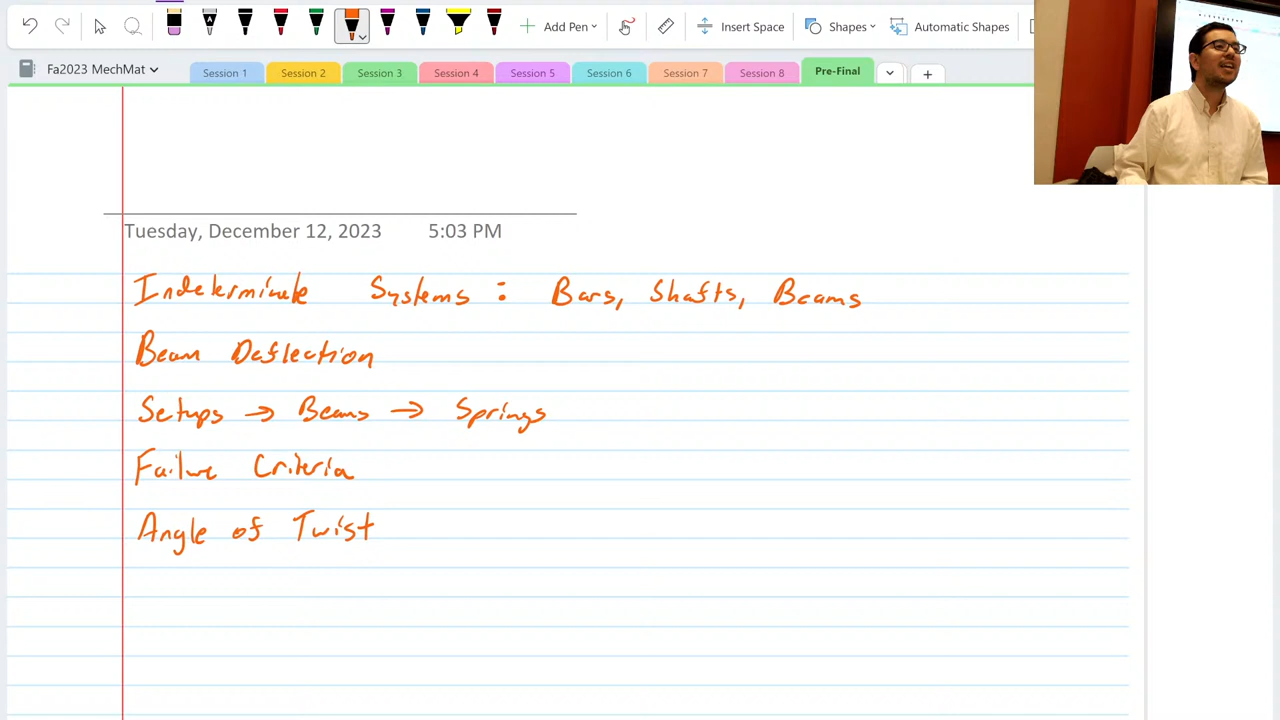 Add Pen
Insert Space
Shapes
Automatic Shapes
Fa2023 MechMat
Session 1
Session 2
Session 3
Session 4
Session 5
Session 6
Session 7
Session 8
Pre-Final
Tuesday, December 12, 2023 5:03 PM
Indeterminate Systems : Bars, Shafts, Beams
Beam Deflection
Setups → Beams → Springs
Failure Criteria
Angle of Twist